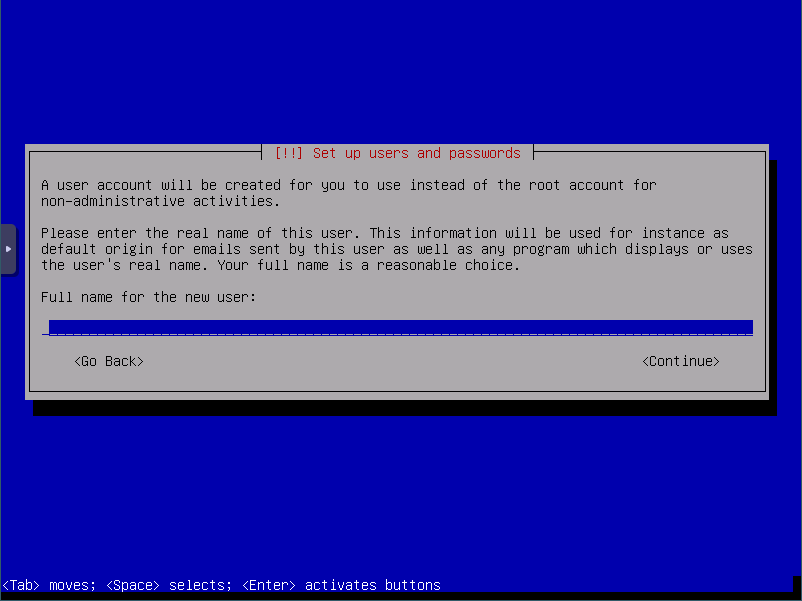 [!!] Set up users and passwords
A user account will be created for you to use instead of the root account for
non-administrative activities.
Please enter the real name of this user. This information will be used for instance as
default origin for emails sent by this user as well as any program which displays or uses
the user's real name. Your full name is a reasonable choice.
Full name for the new user:
<Go Back> <Continue>
<Tab> moves; <Space> selects; <Enter> activates buttons